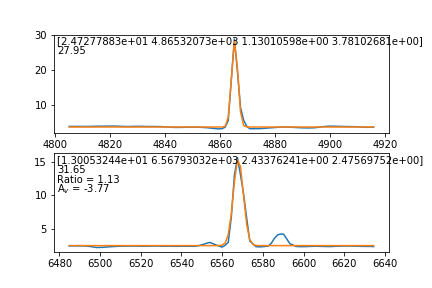 [2.47277883e+01 4.86532073e+03 1.13010598e+00 3.78102681e+00]
27.95
30
20
10
4800 4820 4840 4860 4880 4900 4920
[1.30053244e+01 6.56793032e+03 2.43376241e+00 2.47569752e+00]
31.65
Ratio = 1.13
Aᵥ = -3.77
15
10
5
6480 6500 6520 6540 6560 6580 6600 6620 6640